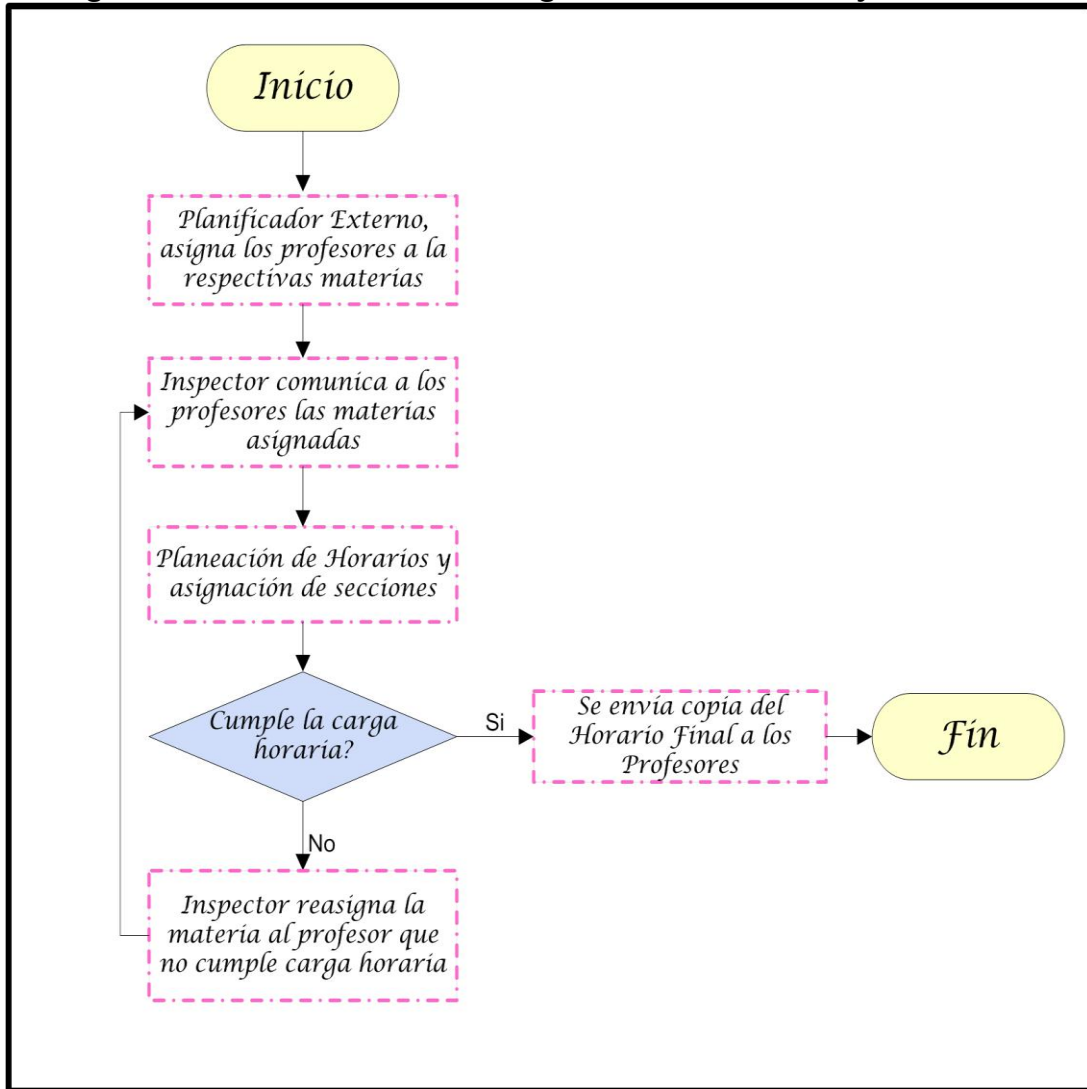 Inicio
Planificador Externo,
asigna los profesores a la
respectivas materias
Inspector comunica a los
profesores las materias
asignadas
Planeación de Horarios y
asignación de secciones
Cumple la carga
horaria?
Si
Se envía copia del
Horario Final a los
Profesores
Fin
No
Inspector reasigna la
materia al profesor que
no cumple carga horaria